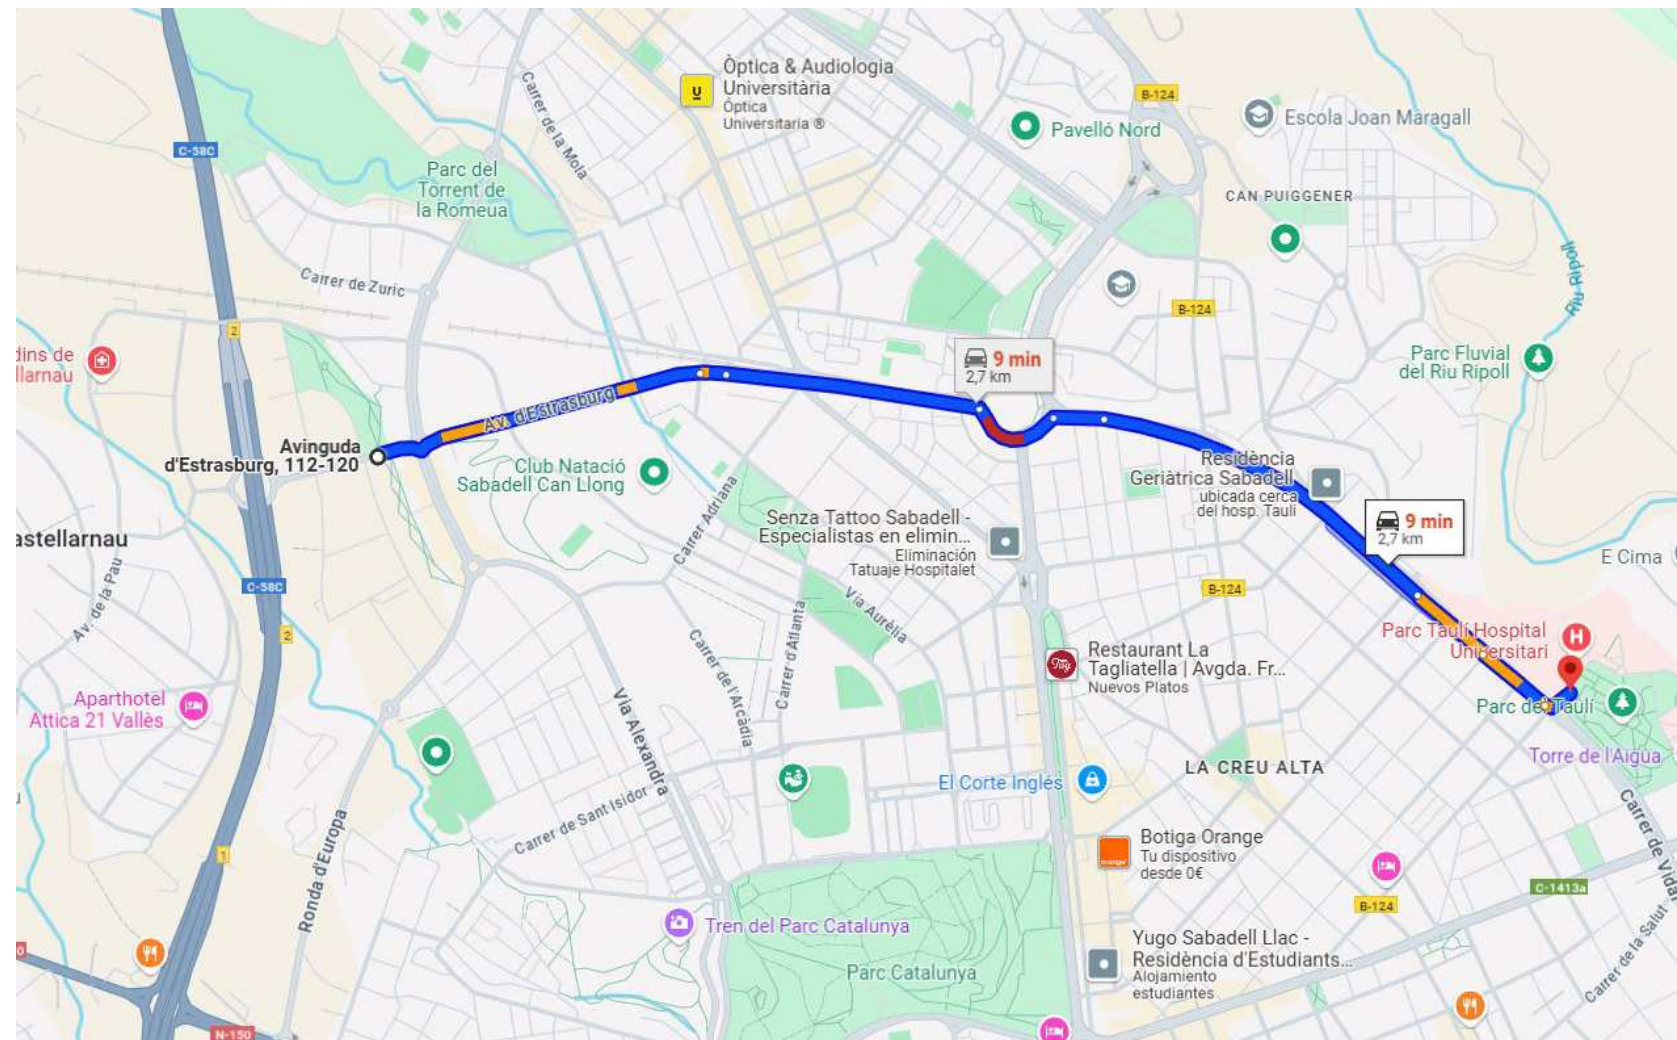 Òptica & Audiologia
Universitària
Òptica
Universitaria ®
B-124
Pavelló Nord
Escola Joan Maragall
C-58C
Carrer de la Mola
Parc del
Torrent de
la Romeua
CAN PUIGGENER
Riu Ripoll
Carrer de Zuric
B-124
2
dins de
llarnau
9 min
2,7 km
Parc Fluvial
del Riu Ripoll
Av. d'Estrasburg
Avinguda
d'Estrasburg, 112-120
Club Natació
Sabadell Can Llong
Residència
Geriàtrica Sabadell
ubicada cerca
del hosp. Taulí
Carrer Adriana
Senza Tattoo Sabadell -
Especialistas en elimin...
Eliminación
Tatuaje Hospitalet
9 min
2,7 km
astellarnau
E Cima
C-58C
B-124
Av. de la Pau
Via Aurèlia
2
Parc Taulí Hospital
Universitari
H
Carrer d'Atlanta
Carrer de l'Arcàdia
Tag
Restaurant La
Tagliatella | Avgda. Fr...
Nuevos Platos
Aparthotel
Attica 21 Vallès
Parc del Taulí
Via Alexandra
Torre de l'Aigua
LA CREU ALTA
El Corte Inglés
Carrer de Sant Isidor
Carrer de Vidal
Botiga Orange
Tu dispositivo
desde 0€
orange
1
Ronda d'Europa
C-1413a
B-124
Tren del Parc Catalunya
Carrer de la Salut
Yugo Sabadell Llac -
Residència d'Estudiants...
Alojamiento
estudiantes
Parc Catalunya
N-150